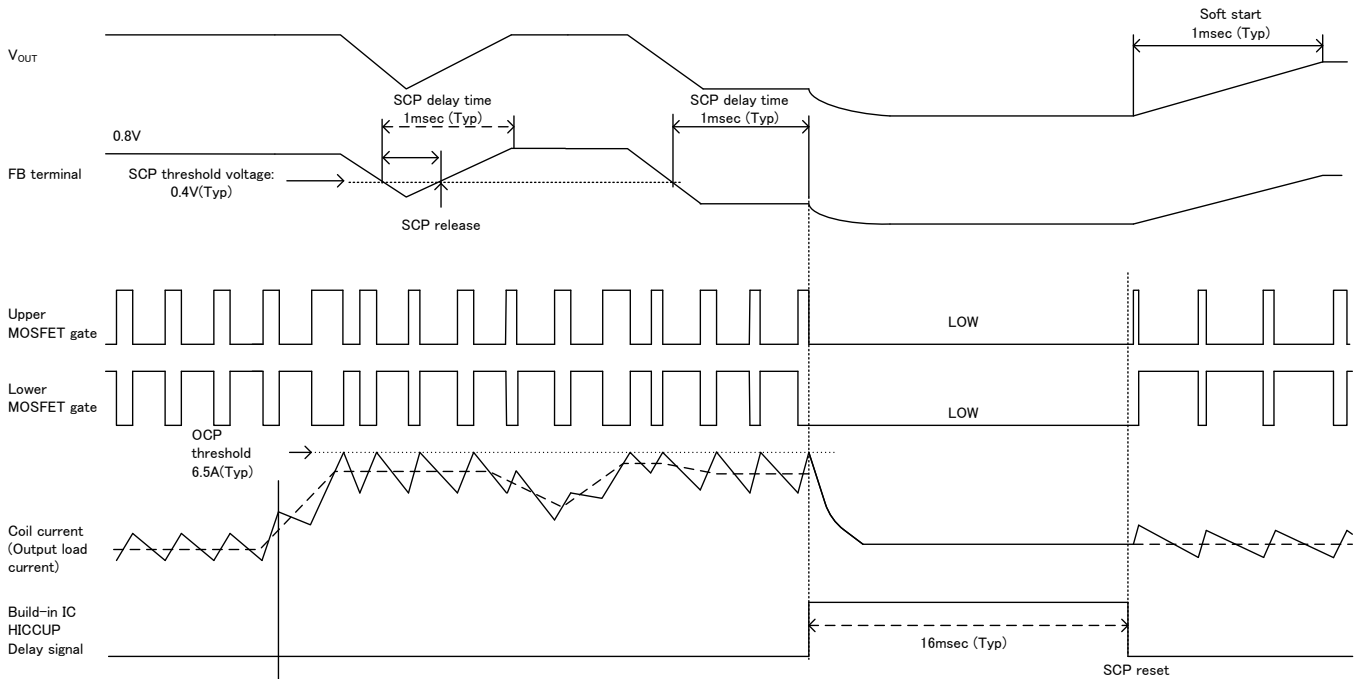 Soft start
1msec (Typ)
VOUT
SCP delay time
1msec (Typ)
SCP delay time
1msec (Typ)
0.8V
FB terminal
SCP threshold voltage:
0.4V(Typ)
SCP release
Upper
MOSFET gate
LOW
Lower
MOSFET gate
LOW
OCP
threshold
6.5A(Typ)
Coil current
(Output load
current)
Build-in IC
HICCUP
Delay signal
16msec (Typ)
SCP reset